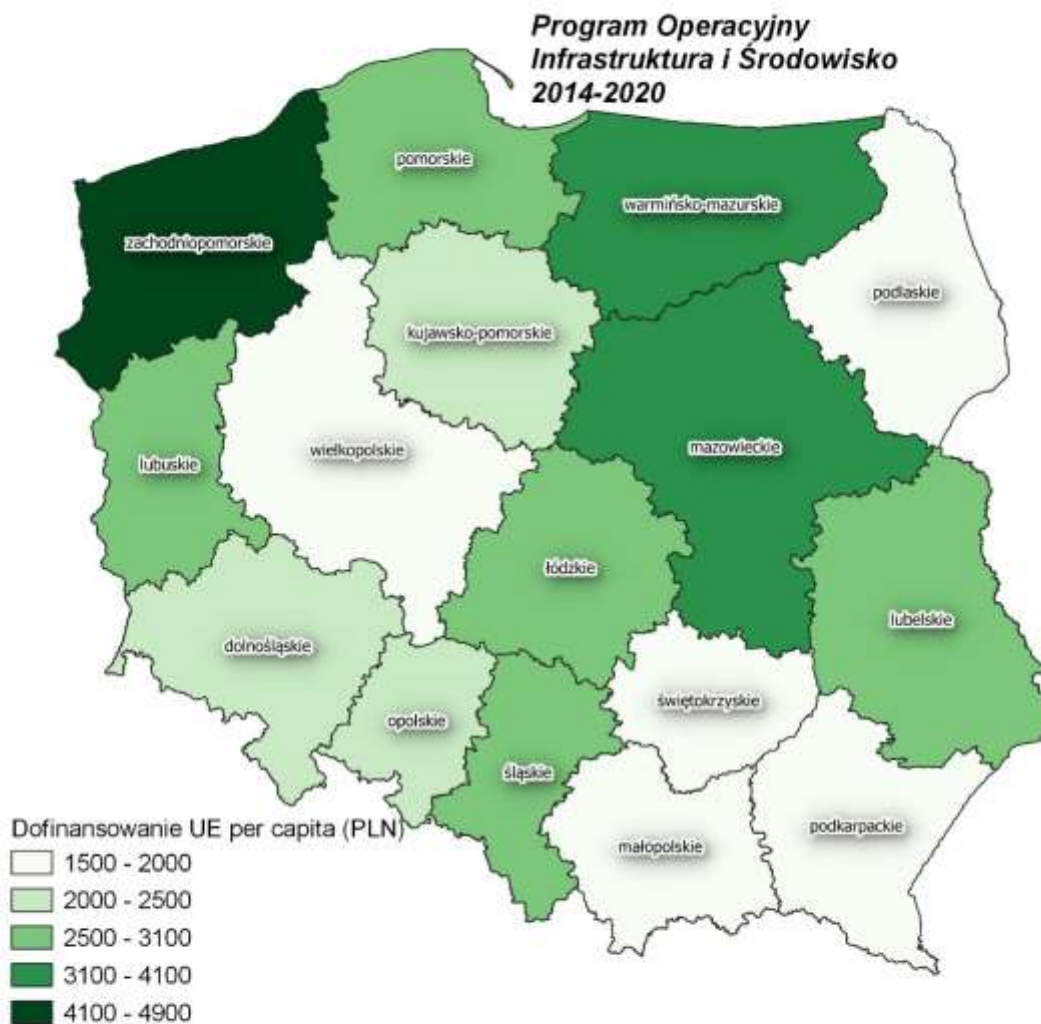 Program Operacyjny
Infrastruktura i Środowisko
2014-2020
pomorskie
warmińsko-mazurskie
zachodniopomorskie
podlaskie
kujawsko-pomorskie
wielkopolskie
mazowieckie
lubuskie
łódzkie
lubelskie
dolnośląskie
świętokrzyskie
opolskie
śląskie
podkarpackie
małopolskie
Dofinansowanie UE per capita (PLN)
1500 - 2000
2000 - 2500
2500 - 3100
3100 - 4100
4100 - 4900